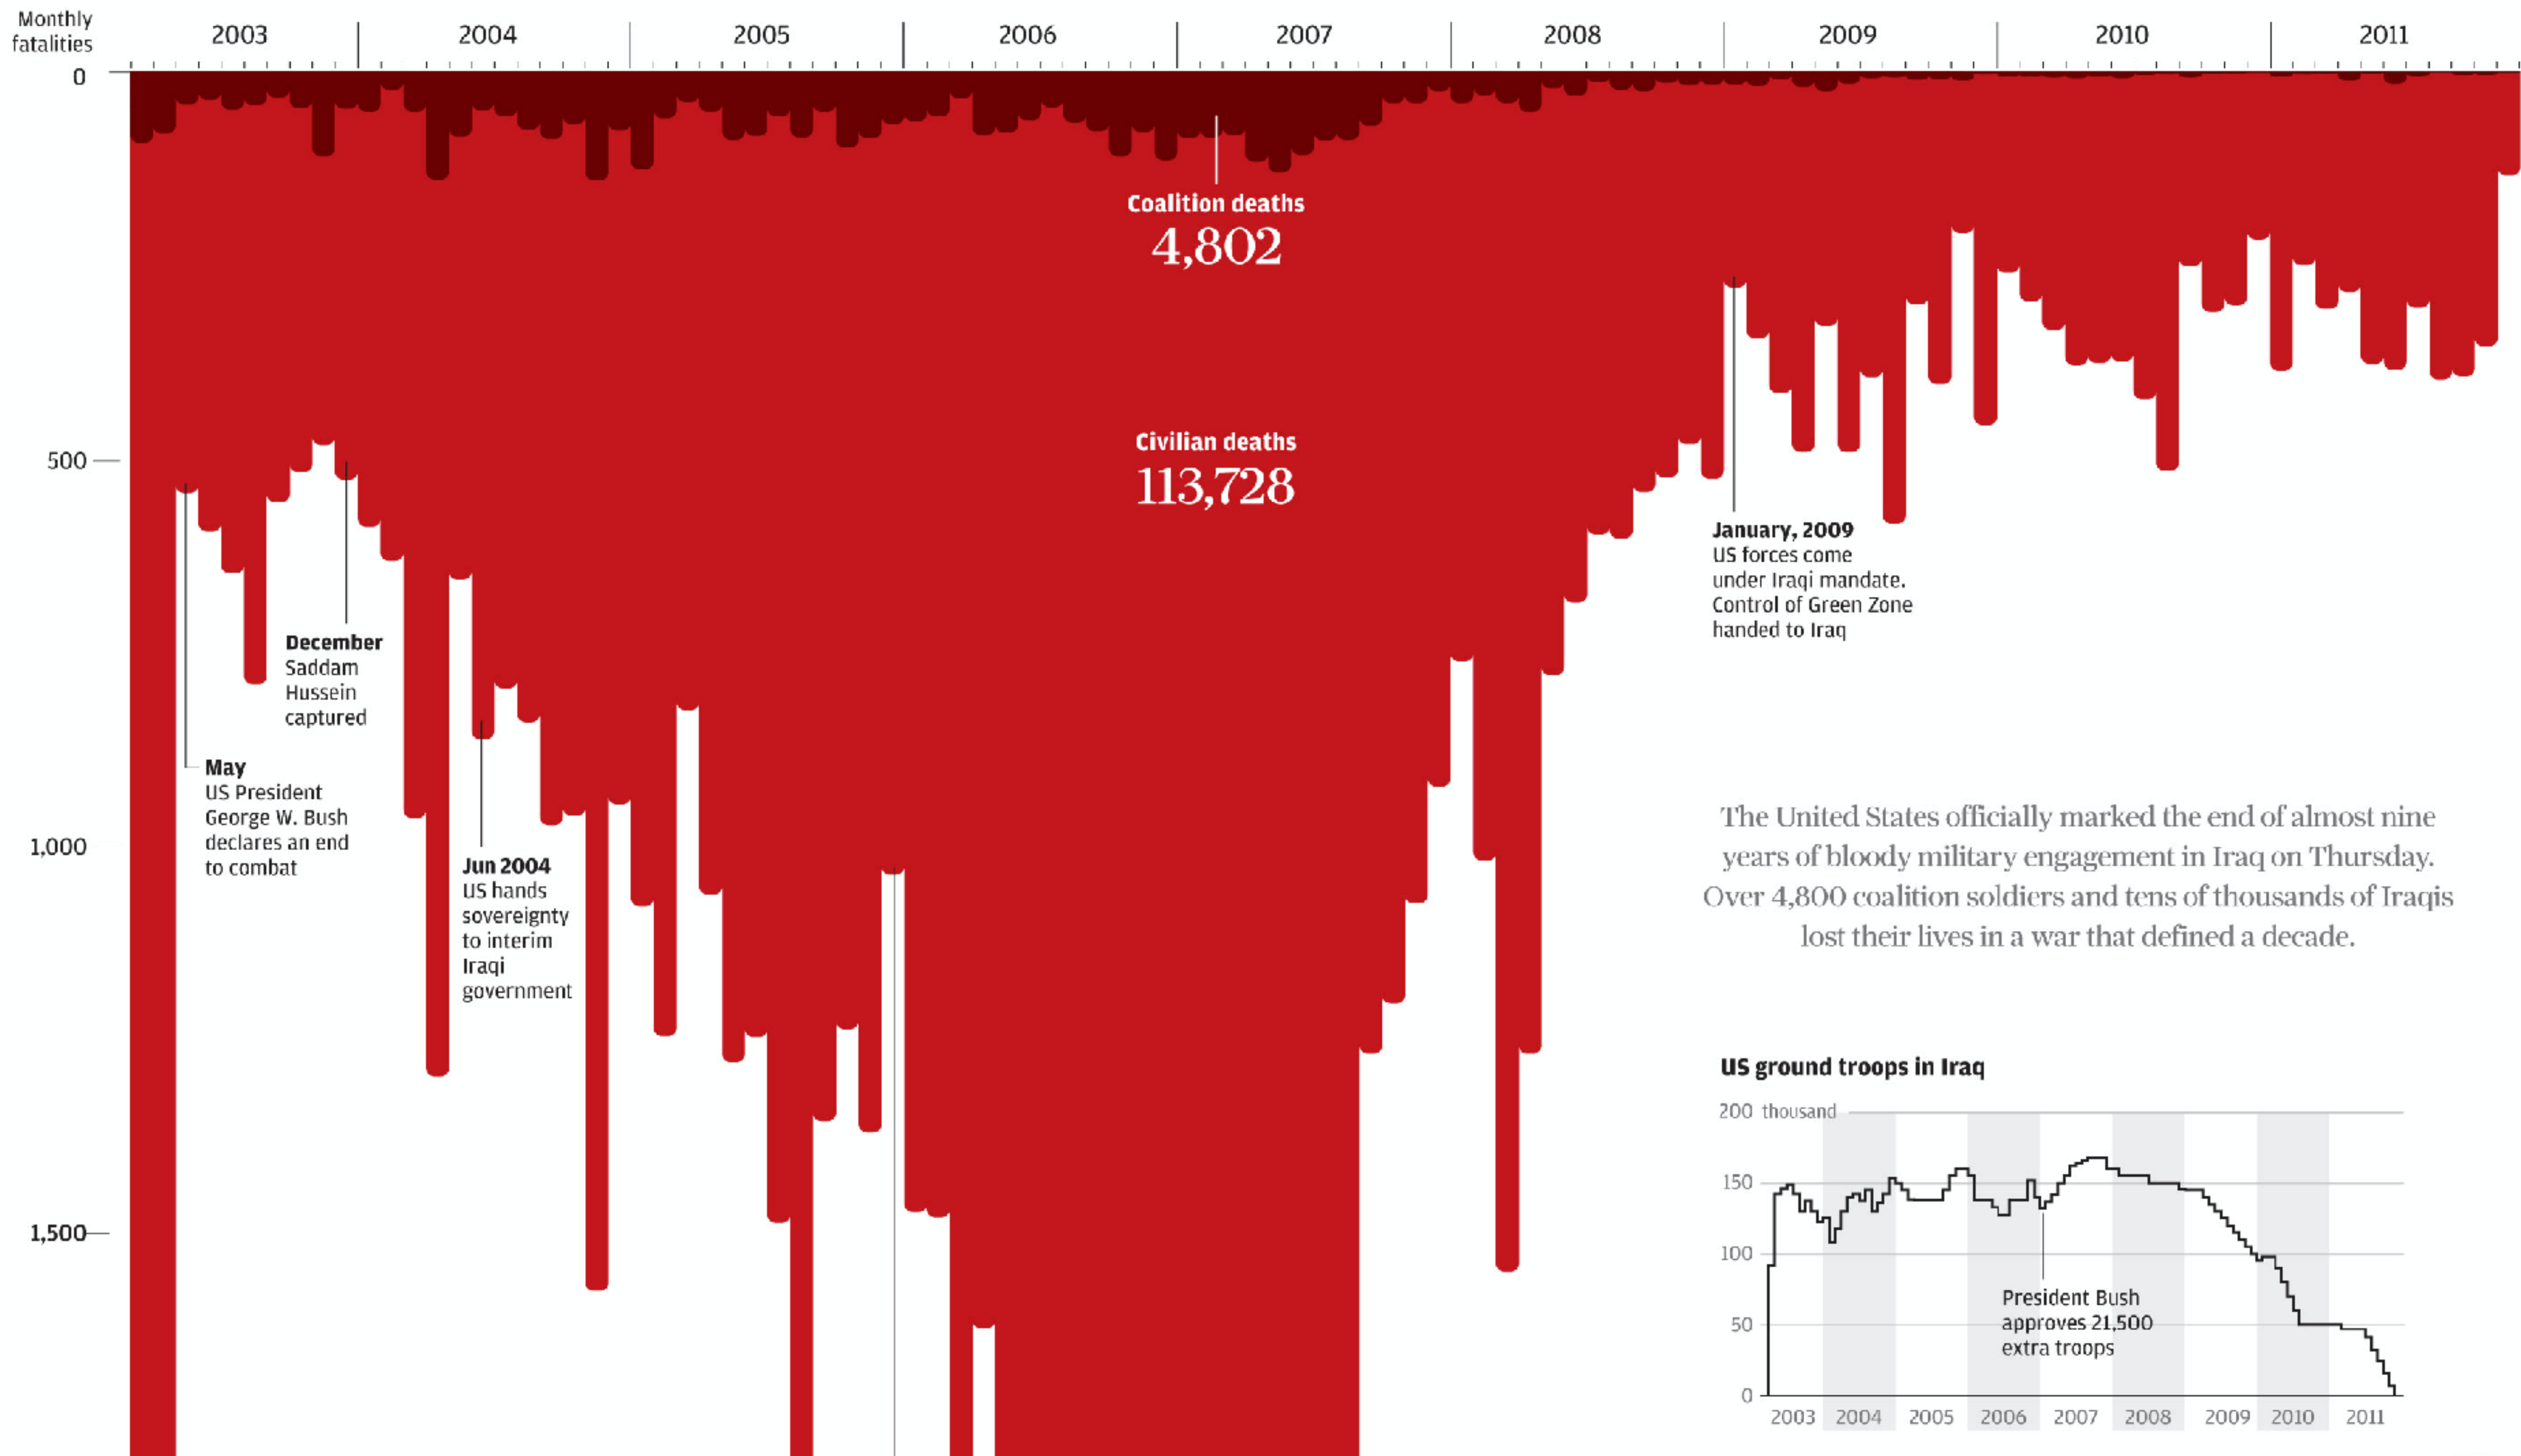 Monthly
fatalities
2003
2004
2005
2006
2007
2008
2009
2010
2011
0
Coalition deaths
4,802
Civilian deaths
113,728
500
January, 2009
US forces come
under Iraqi mandate.
Control of Green Zone
handed to Iraq
December
Saddam
Hussein
captured
May
US President
George W. Bush
declares an end
to combat
1,000
Jun 2004
US hands
sovereignty
to interim
Iraqi
government
The United States officially marked the end of almost nine
years of bloody military engagement in Iraq on Thursday.
Over 4,800 coalition soldiers and tens of thousands of Iraqis
lost their lives in a war that defined a decade.
1,500
US ground troops in Iraq
200 thousand
150
100
50
0
President Bush
approves 21,500
extra troops
2003
2004
2005
2006
2007
2008
2009
2010
2011